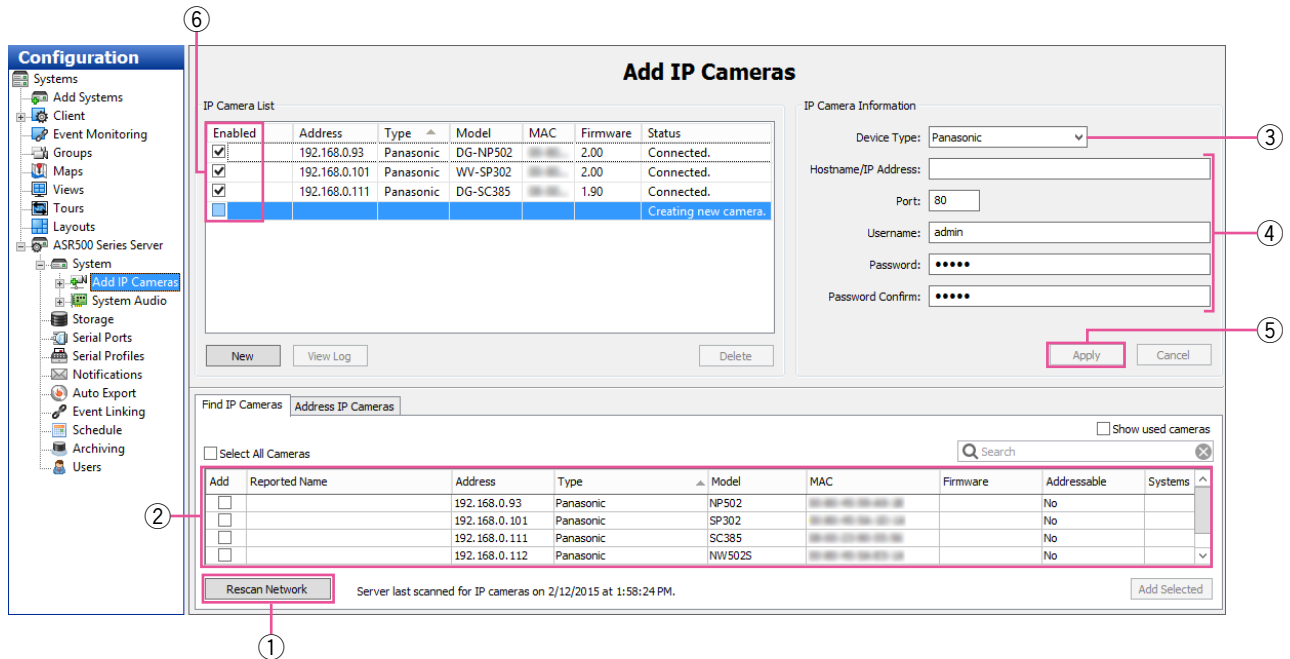 ⑥
Configuration
Systems
Add Systems
Client
Event Monitoring
Groups
Maps
Views
Tours
Layouts
ASR500 Series Server
System
Add IP Cameras
System Audio
Storage
Serial Ports
Serial Profiles
Notifications
Auto Export
Event Linking
Schedule
Archiving
Users
Add IP Cameras
IP Camera List
Enabled Address Type Model MAC Firmware Status
192.168.0.93 Panasonic DG-NP502 2.00 Connected.
192.168.0.101 Panasonic WV-SP302 2.00 Connected.
192.168.0.111 Panasonic DG-SC385 1.90 Connected.
Creating new camera.
New View Log Delete
IP Camera Information
Device Type: Panasonic ③
Hostname/IP Address:
Port: 80
Username: admin ④
Password: •••••
Password Confirm: •••••
⑤
Apply Cancel
Find IP Cameras Address IP Cameras
Show used cameras
Select All Cameras Search
Add Reported Name Address Type Model MAC Firmware Addressable Systems
192.168.0.93 Panasonic NP502 No
② 192.168.0.101 Panasonic SP302 No
192.168.0.111 Panasonic SC385 No
192.168.0.112 Panasonic NW502S No
Rescan Network Server last scanned for IP cameras on 2/12/2015 at 1:58:24 PM. Add Selected
①